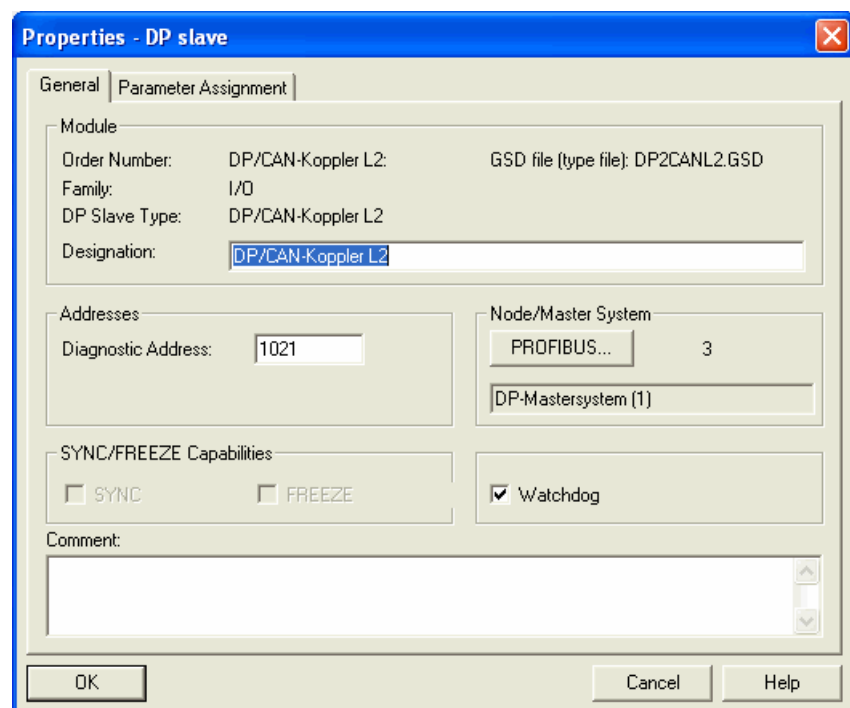 Properties - DP slave
General Parameter Assignment
Module
Order Number: DP/CAN-Koppler L2: GSD file (type file): DP2CANL2.GSD
Family: I/O
DP Slave Type: DP/CAN-Koppler L2
Designation: DP/CAN-Koppler L2
Addresses Node/Master System
Diagnostic Address: 1021 PROFIBUS... 3
DP-Mastersystem (1)
SYNC/FREEZE Capabilities
SYNC FREEZE Watchdog
Comment:
OK Cancel Help